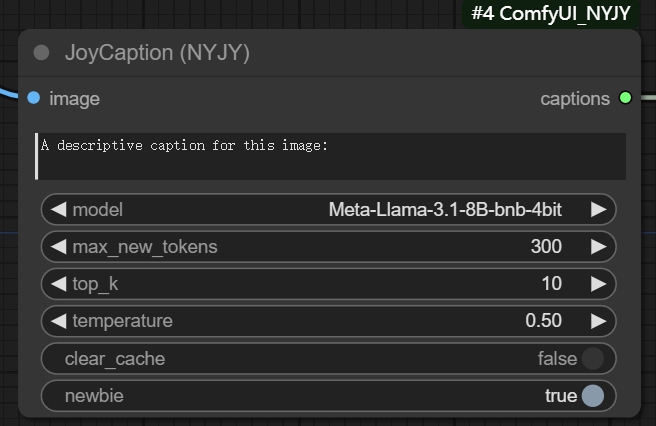 #4 ComfyUI_NYJY
JoyCaption (NYJY)
image captions
A descriptive caption for this image:
model Meta-Llama-3.1-8B-bnb-4bit
max_new_tokens 300
top_k 10
temperature 0.50
clear_cache false
newbie true